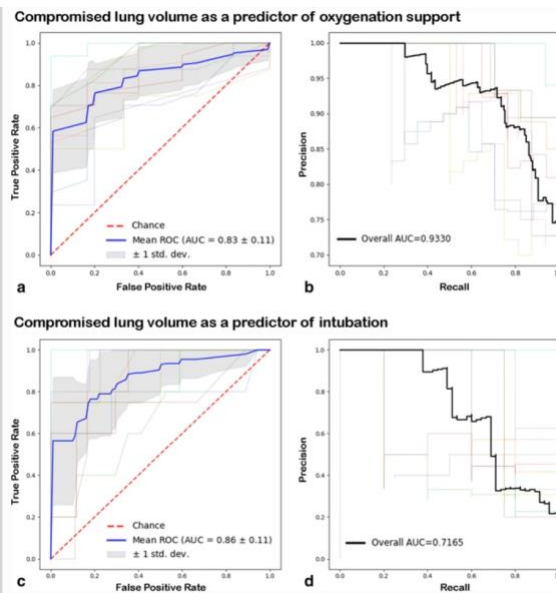 Compromised lung volume as a predictor of oxygenation support
True Positive Rate
1.0
0.8
0.6
0.4
0.2
0.0
Chance
Mean ROC (AUC = 0.83 ± 0.11)
± 1 std. dev.
0.0 0.2 0.4 0.6 0.8 1.0
a
False Positive Rate
Precision
1.00
0.95
0.90
0.85
0.80
0.75
0.70
Overall AUC=0.9330
0.0 0.2 0.4 0.6 0.8 1.
b
Recall
Compromised lung volume as a predictor of intubation
True Positive Rate
1.0
0.8
0.6
0.4
0.2
0.0
Chance
Mean ROC (AUC = 0.86 ± 0.11)
± 1 std. dev.
0.0 0.2 0.4 0.6 0.8 1.0
c
False Positive Rate
Precision
1.0
0.8
0.6
0.4
0.2
0.0
Overall AUC=0.7165
0.0 0.2 0.4 0.6 0.8 1.
d
Recall